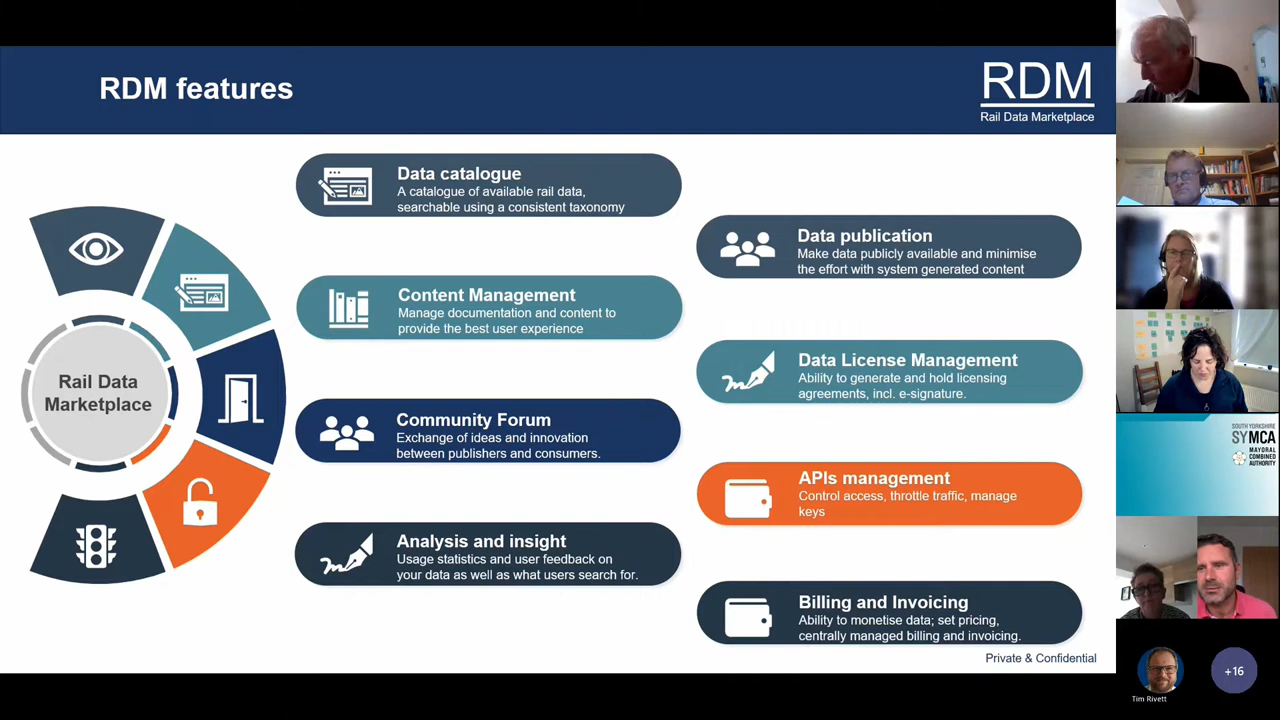 RDM features
RDM
Rail Data Marketplace
Rail Data
Marketplace
Data catalogue
A catalogue of available rail data,
searchable using a consistent taxonomy
Data publication
Make data publicly available and minimise
the effort with system generated content
Content Management
Manage documentation and content to
provide the best user experience
Data License Management
Ability to generate and hold licensing
agreements, incl. e-signature.
Community Forum
Exchange of ideas and innovation
between publishers and consumers.
APIs management
Control access, throttle traffic, manage
keys
Analysis and insight
Usage statistics and user feedback on
your data as well as what users search for.
Billing and Invoicing
Ability to monetise data; set pricing,
centrally managed billing and invoicing.
Private & Confidential
SOUTH YORKSHIRE
SYMCA
MAYORAL
COMBINED
AUTHORITY
Tim Rivett
+16